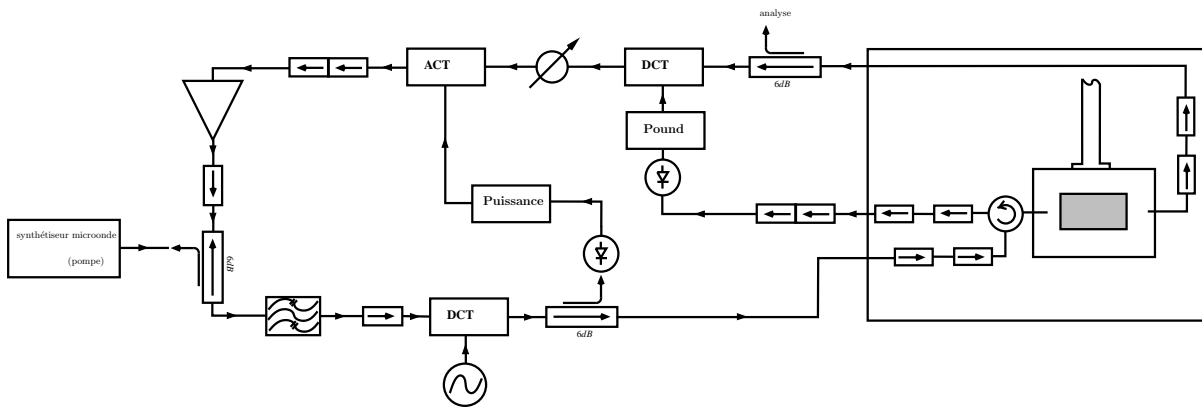 analyse
ACT
DCT
6dB
Pound
Puissance
synthétiseur microonde
(pompe)
6dB
DCT
6dB